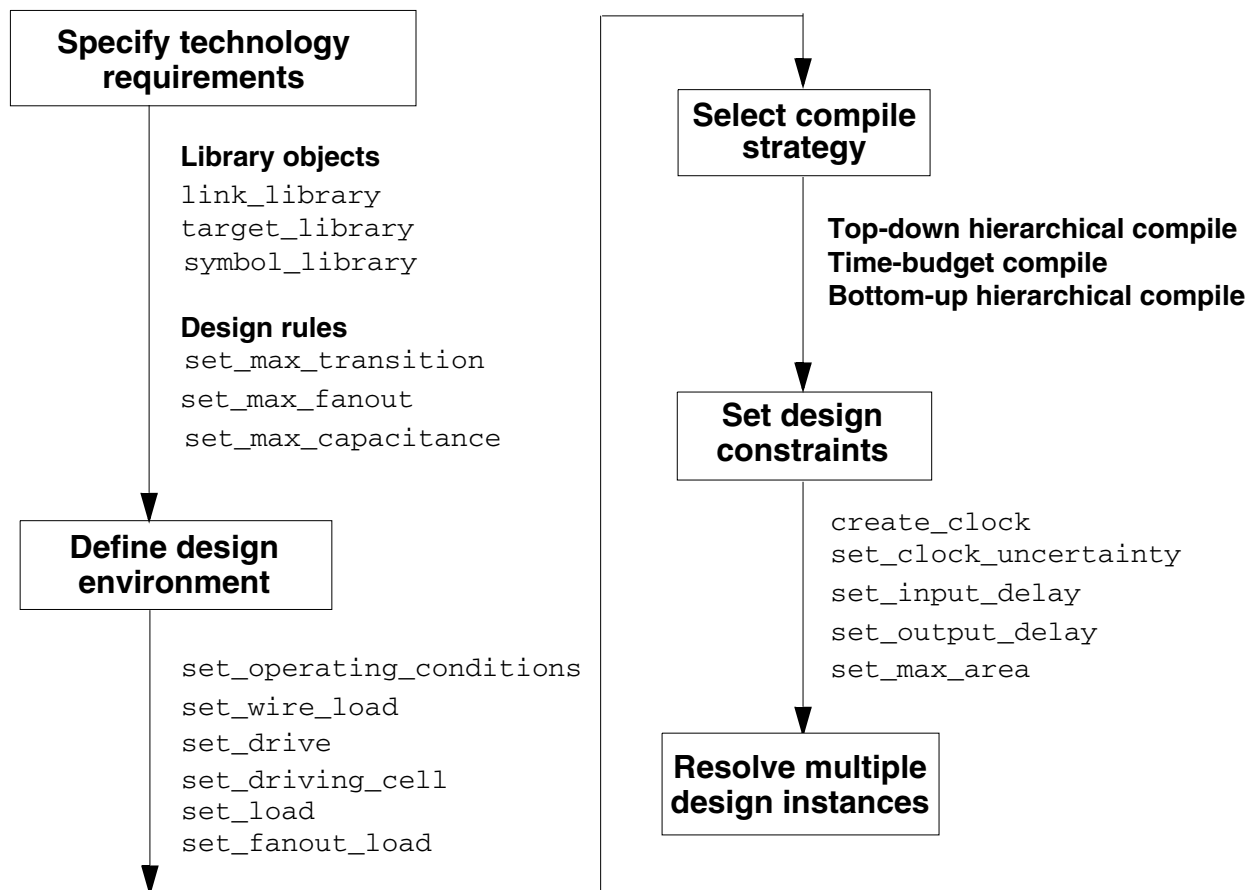 Specify technology
requirements
Library objects
link_library
target_library
symbol_library
Design rules
set_max_transition
set_max_fanout
set_max_capacitance
Define design
environment
set_operating_conditions
set_wire_load
set_drive
set_driving_cell
set_load
set_fanout_load
Select compile
strategy
Top-down hierarchical compile
Time-budget compile
Bottom-up hierarchical compile
Set design
constraints
create_clock
set_clock_uncertainty
set_input_delay
set_output_delay
set_max_area
Resolve multiple
design instances